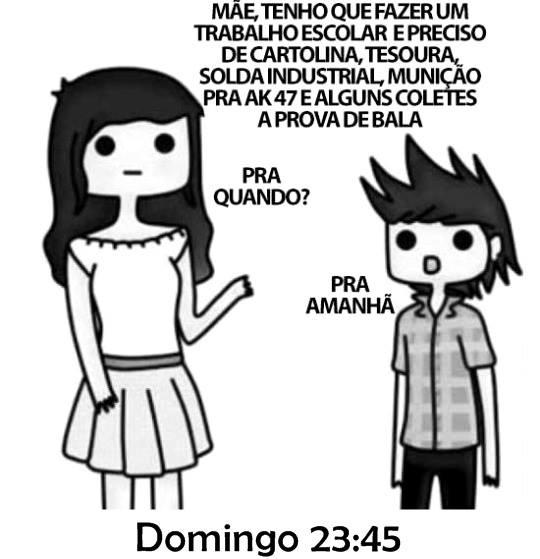 MÃE, TENHO QUE FAZER UM
TRABALHO ESCOLAR E PRECISO
DE CARTOLINA, TESOURA,
SOLDA INDUSTRIAL, MUNIÇÃO
PRA AK 47 E ALGUNS COLETES
A PROVA DE BALA
PRA
QUANDO?
PRA
AMANHÃ
Domingo 23:45